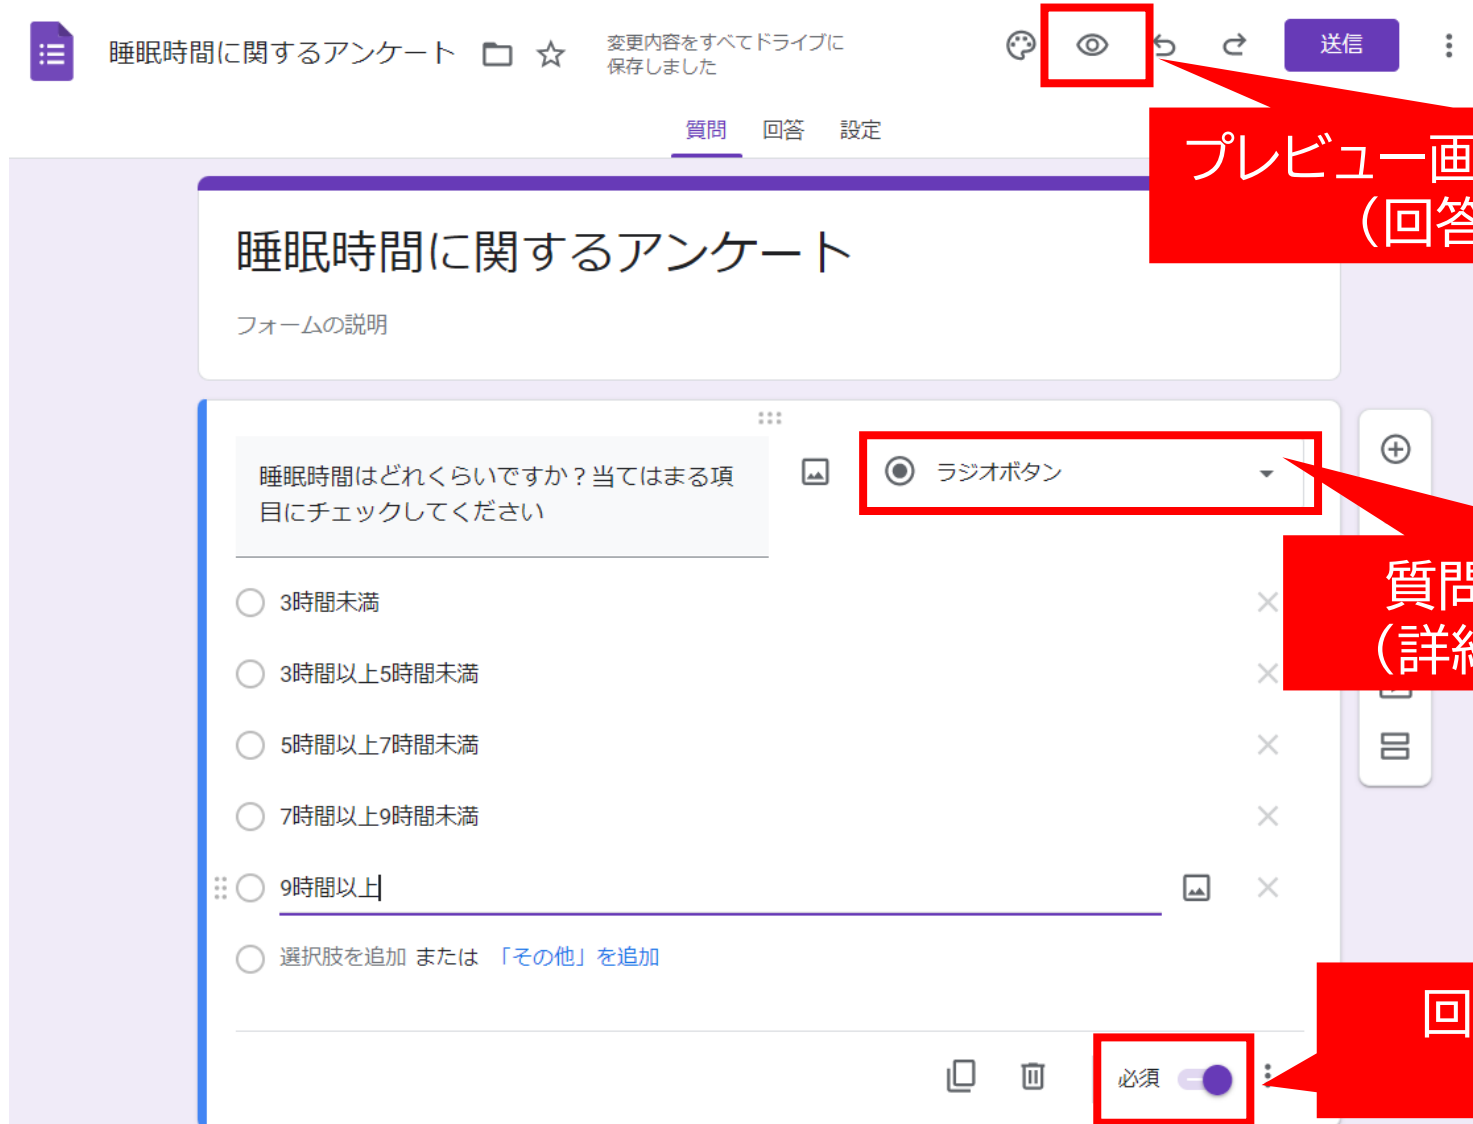 睡眠時間に関するアンケート
変更内容をすべてドライブに
保存しました
送信
質問 回答 設定
プレビュー画
（回答
睡眠時間に関するアンケート
フォームの説明
睡眠時間はどれくらいですか？当てはまる項
目にチェックしてください
ラジオボタン
質問
（詳細
3時間未満
3時間以上5時間未満
5時間以上7時間未満
7時間以上9時間未満
9時間以上
選択肢を追加 または 「その他」を追加
回
必須